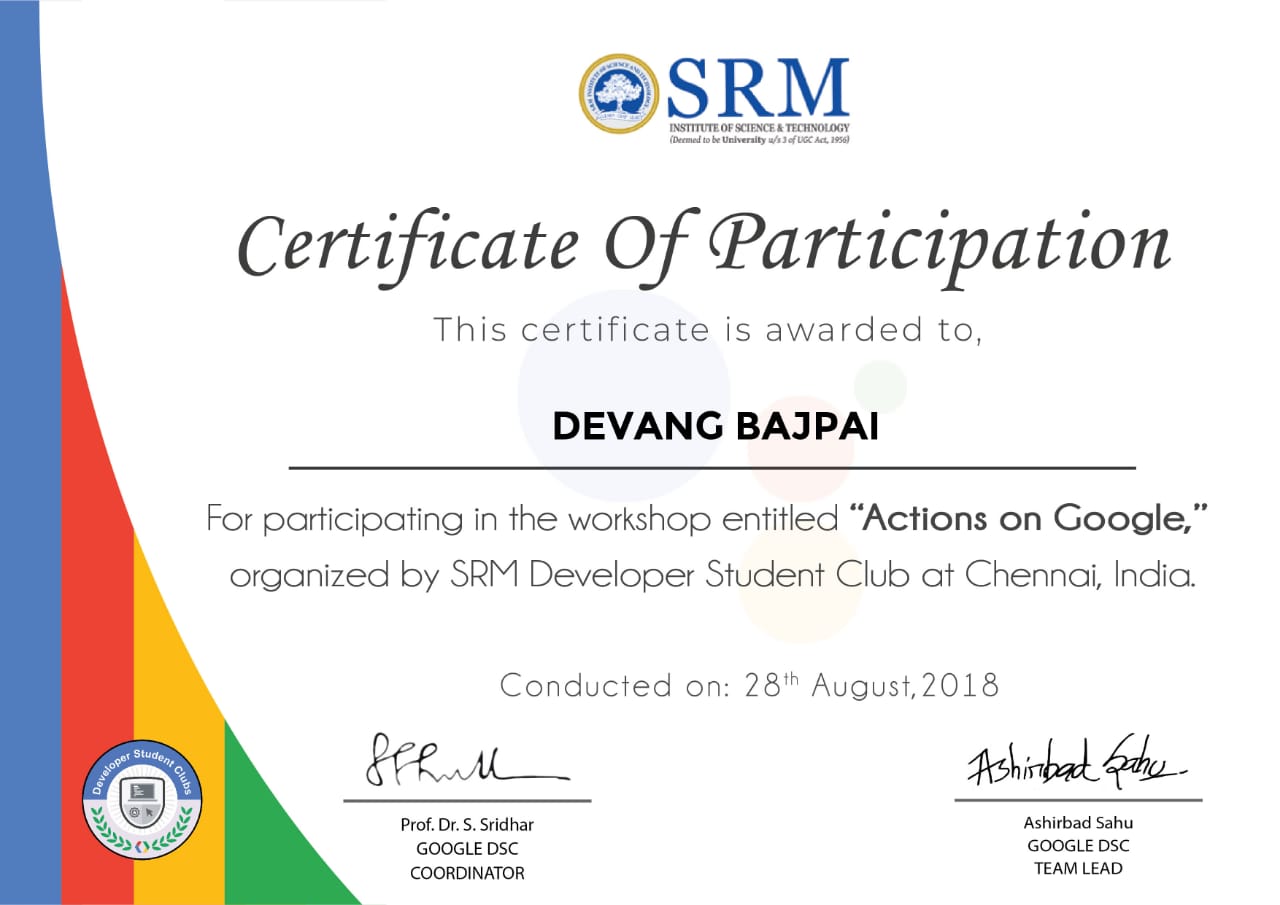 SRM
INSTITUTE OF SCIENCE & TECHNOLOGY
(Deemed to be University u/s 3 of UGC Act, 1956)
Certificate Of Participation
This certificate is awarded to,
DEVANG BAJPAI
For participating in the workshop entitled “Actions on Google,”
organized by SRM Developer Student Club at Chennai, India.
Conducted on: 28th August,2018
Developer Student Clubs
Ashirbad Sahu
Prof. Dr. S. Sridhar
GOOGLE DSC
COORDINATOR
Ashirbad Sahu
GOOGLE DSC
TEAM LEAD